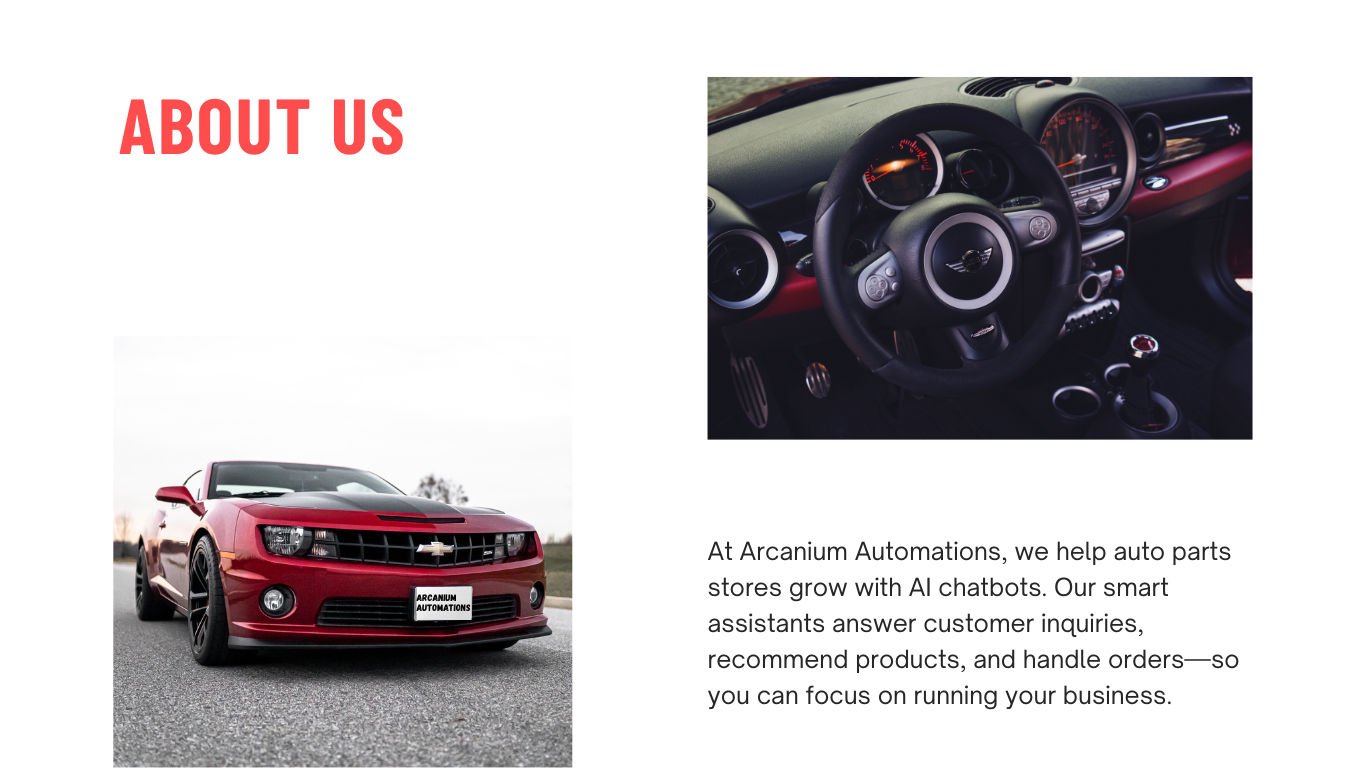 ABOUT US
ARCANIUM
AUTOMATIONS
At Arcanium Automations, we help auto parts
stores grow with AI chatbots. Our smart
assistants answer customer inquiries,
recommend products, and handle orders—so
you can focus on running your business.